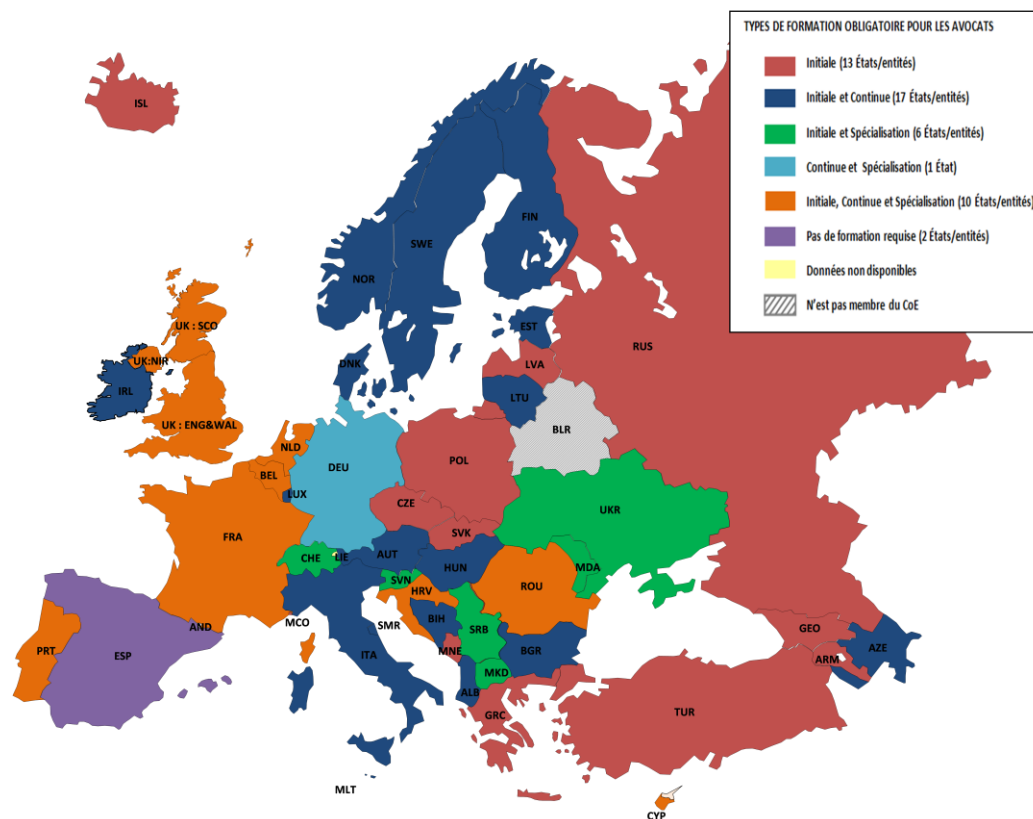 TYPES DE FORMATION OBLIGATOIRE POUR LES AVOCATS
Initiale (13 États/entités)
Initiale et Continue (17 États/entités)
Initiale et Spécialisation (6 États/entités)
Continue et Spécialisation (1 État)
Initiale, Continue et Spécialisation (10 États/entités)
Pas de formation requise (2 États/entités)
Données non disponibles
N'est pas membre du CoE
ISL
FIN
SWE
NOR
UK : SCO
EST
RUS
UK:NIR
DNK
LVA
IRL
LTU
UK : ENG&WAL
BLR
NLD
DEU
POL
BEL
LUX
CZE
UKR
SVK
FRA
CHE
LIE
AUT
HUN
MDA
SVN
ROU
HRV
BIH
MCO
SMR
AND
SRB
GEO
PRT
ESP
ITA
MNE
BGR
AZE
ARM
MKD
ALB
TUR
GRC
MLT
CYP